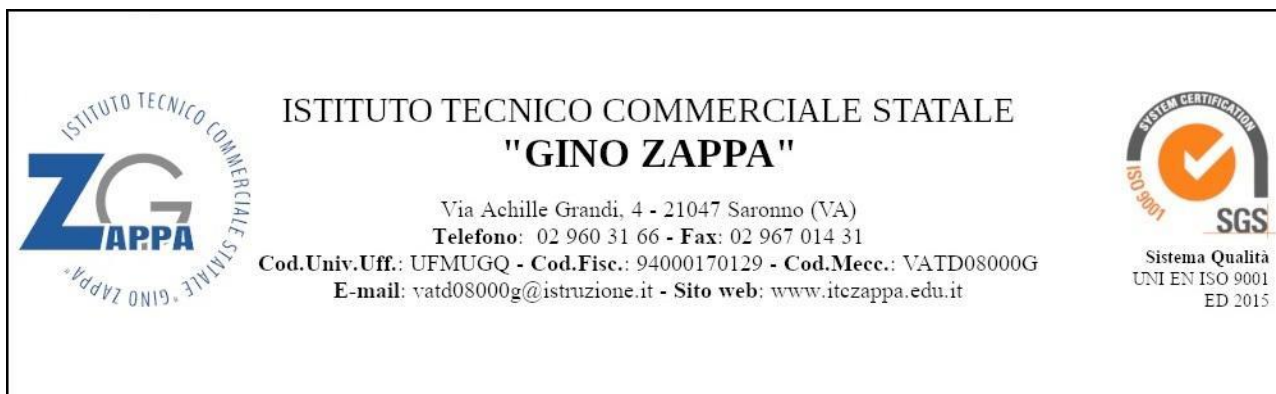 ISTITUTO TECNICO COMMERCIALE STATALE "GINO ZAPPA"
ZG
APPA
ISTITUTO TECNICO COMMERCIALE STATALE
"GINO ZAPPA"
Via Achille Grandi, 4 - 21047 Saronno (VA)
Telefono: 02 960 31 66 - Fax: 02 967 014 31
Cod.Univ.Uff.: UFMUGQ - Cod.Fisc.: 94000170129 - Cod.Mecc.: VATD08000G
E-mail: vatd08000g@istruzione.it - Sito web: www.itczappa.edu.it
SYSTEM CERTIFICATION
ISO 9001
SGS
Sistema Qualità
UNI EN ISO 9001
ED 2015